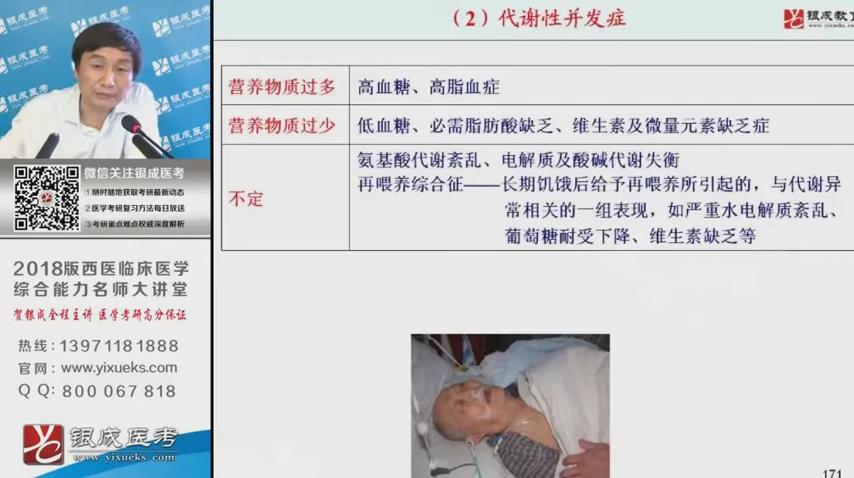 银成医考
（2）代谢性并发症
银成教育
www.yixueks.com
营养物质过多
高血糖、高脂血症
营养物质过少
低血糖、必需脂肪酸缺乏、维生素及微量元素缺乏症
不定
氨基酸代谢紊乱、电解质及酸碱代谢失衡
再喂养综合征——长期饥饿后给予再喂养所引起的，与代谢异
常相关的一组表现，如严重水电解质紊乱、
葡萄糖耐受下降、维生素缺乏等
171
微信关注银成医考
①随时随地获取考研最新动态
②医学考研复习方法每日放送
③考研重点难点权威深度解析
2018版西医临床医学
综合能力名师大讲堂
贺银成全程主讲 医学考研高分保证
热线：13971181888
官网：www.yixueks.com
Q Q: 800 067 818
银成医考
www.yixueks.com